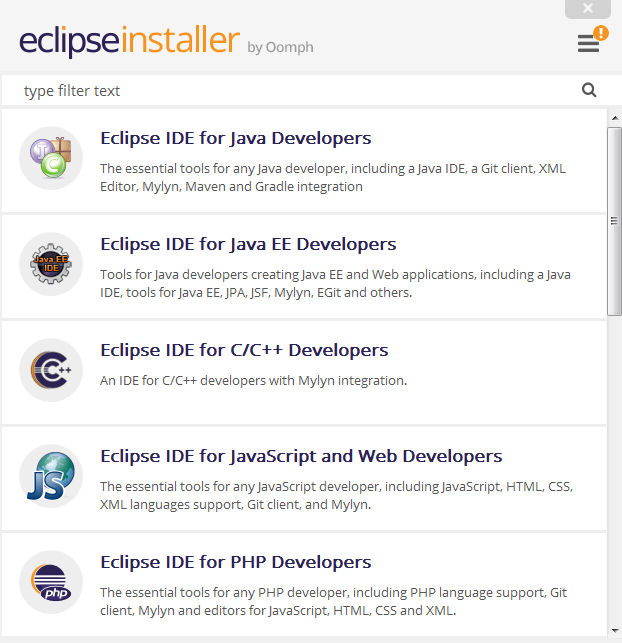 eclipseinstaller by Oomph
!
type filter text
Eclipse IDE for Java Developers
The essential tools for any Java developer, including a Java IDE, a Git client, XML
Editor, Mylyn, Maven and Gradle integration
J
C
Eclipse IDE for Java EE Developers
Java EE
IDE
Tools for Java developers creating Java EE and Web applications, including a Java
IDE, tools for Java EE, JPA, JSF, Mylyn, EGit and others.
Eclipse IDE for C/C++ Developers
C++
An IDE for C/C++ developers with Mylyn integration.
Eclipse IDE for JavaScript and Web Developers
JS
The essential tools for any JavaScript developer, including JavaScript, HTML, CSS,
XML languages support, Git client, and Mylyn.
Eclipse IDE for PHP Developers
php
The essential tools for any PHP developer, including PHP language support, Git
client, Mylyn and editors for JavaScript, HTML, CSS and XML.